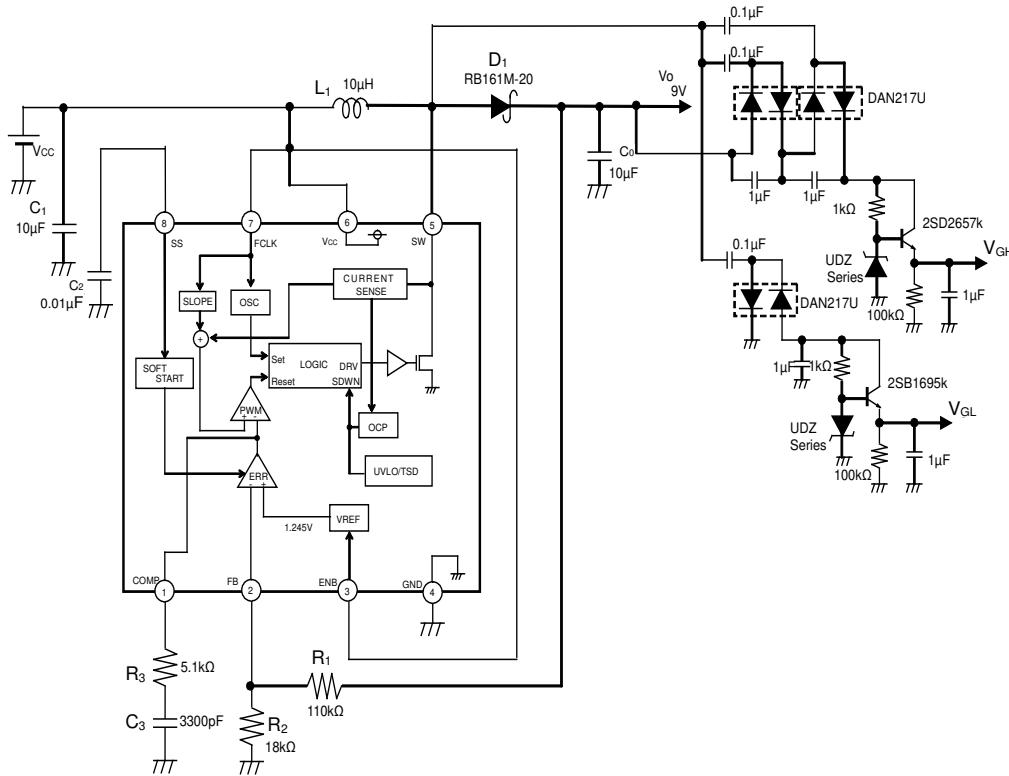 0.1µF
0.1µF
D1
RB161M-20
L1
10µH
Vo
9V
DAN217U
VCC
C1
10µF
C2
0.01µF
Co
10µF
1µF
1µF
1kΩ
2SD2657k
VGH
UDZ
Series
100kΩ
1µF
0.1µF
DAN217U
1µF
1kΩ
2SB1695k
VGL
UDZ
Series
100kΩ
1µF
8
SS
7
FCLK
6
VCC
5
SW
CURRENT
SENSE
SLOPE
OSC
+
Set
LOGIC
DRV
Reset
SDWN
SOFT
START
PWM
+ -
OCP
ERR
- +
UVLO/TSD
1.245V
VREF
COMP
1
FB
2
ENB
3
GND
4
R3
5.1kΩ
C3
3300pF
R1
110kΩ
R2
18kΩ